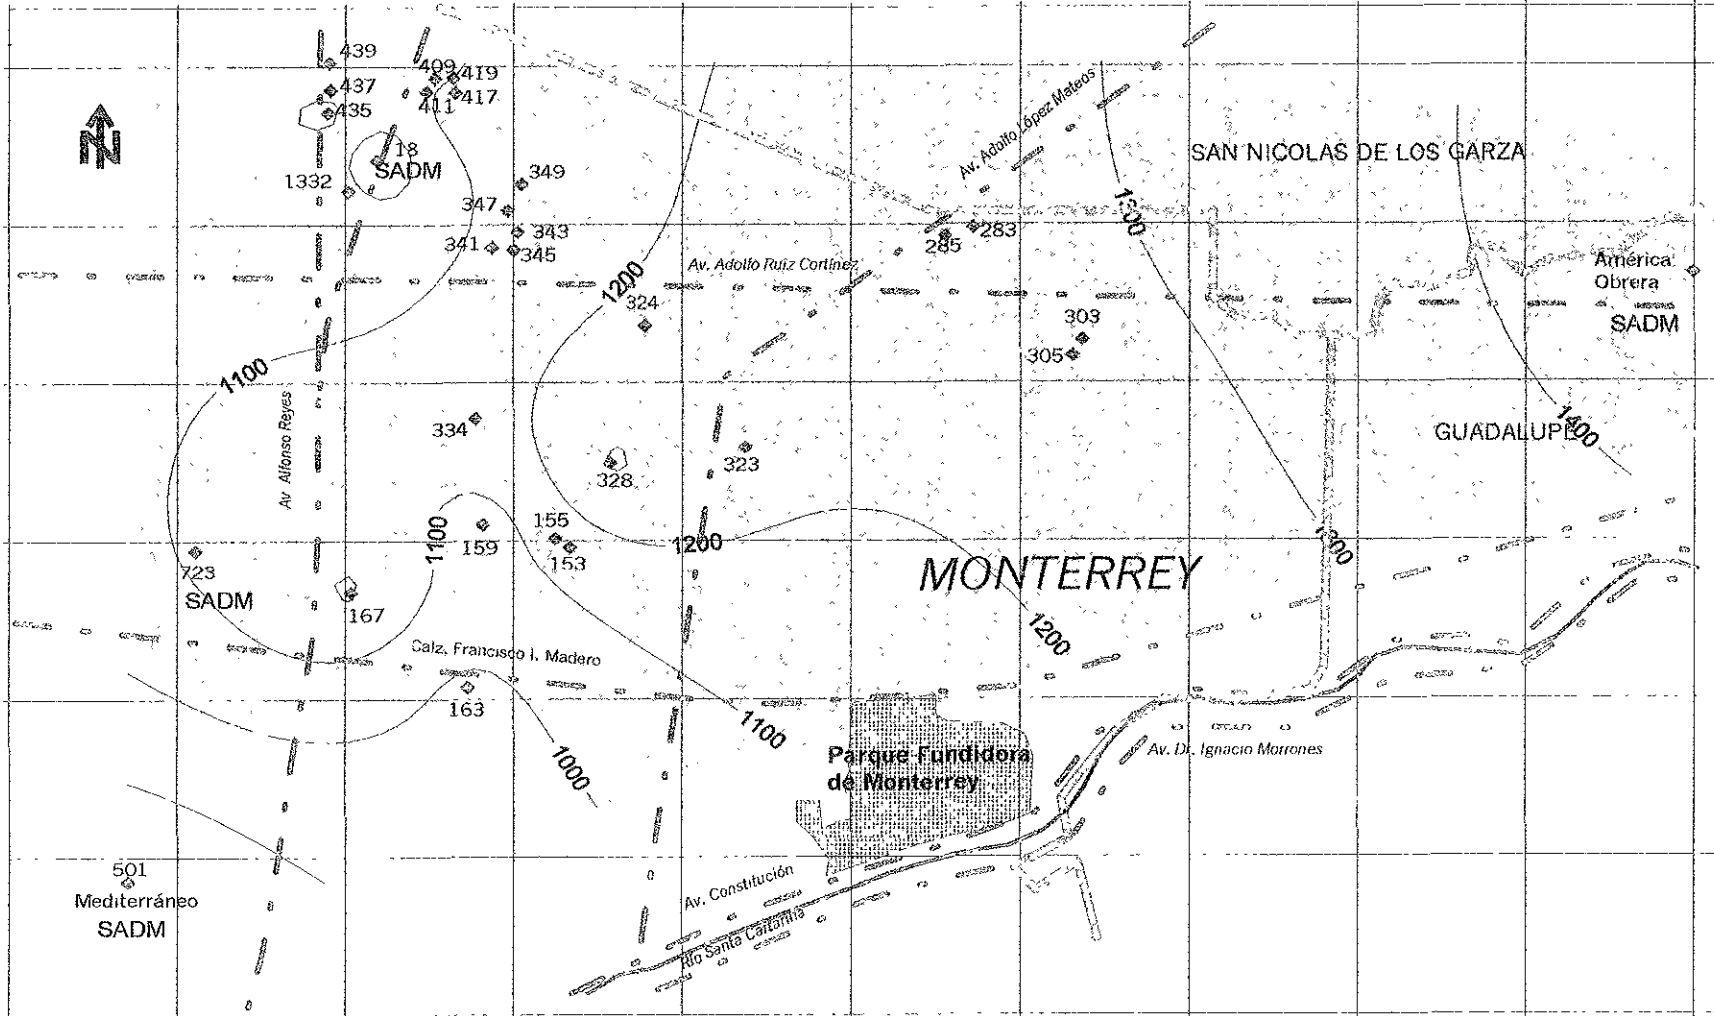 439
409
419
437
411
417
435
N
18
SADM
1332
349
347
343
341
345
Av. Adolfo López Mateos
SAN NICOLAS DE LOS GARZA
1300
283
285
Av. Adolfo Ruiz Cortinez
América
Obrera
SADM
1200
324
303
305
1100
Av Alfonso Reyes
334
328
323
GUADALUPE
1400
1100
159
155
153
1200
1300
723
SADM
167
MONTERREY
1200
Calz. Francisco I. Madero
163
1100
1000
Parque Fundidora
de Monterrey
Av. Dr. Ignacio Morrones
501
Mediterráneo
SADM
Av. Constitución
Río Santa Cartarina